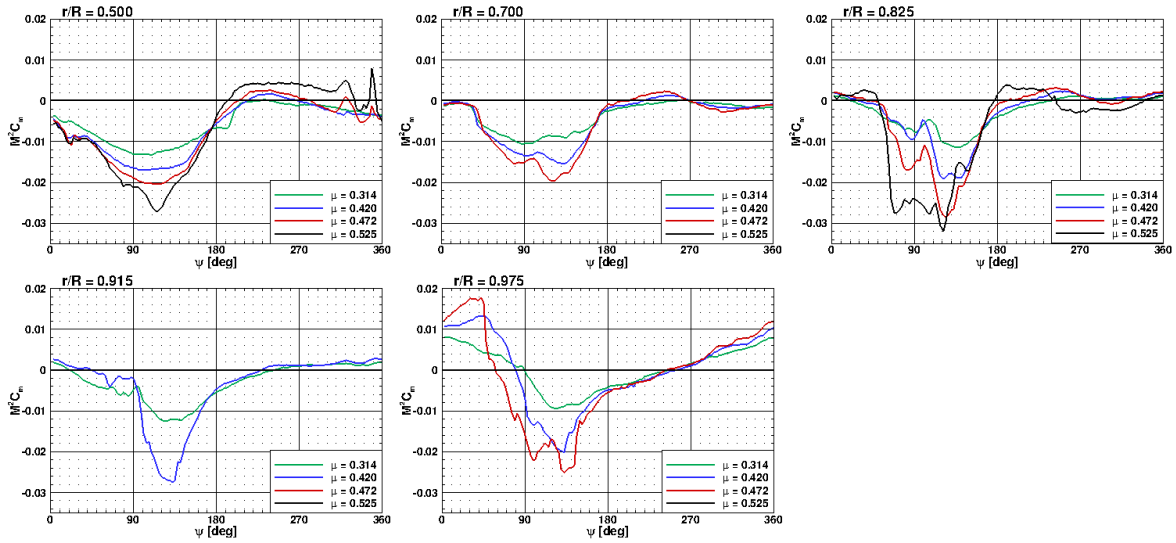 r/R = 0.500
0.02
0.01
0
-0.01
-0.02
-0.03
M²Cm
μ = 0.314
μ = 0.420
μ = 0.472
μ = 0.525
0 90 180 270 360
ψ [deg]
r/R = 0.700
0.02
0.01
0
-0.01
-0.02
-0.03
M²Cm
μ = 0.314
μ = 0.420
μ = 0.472
μ = 0.525
0 90 180 270 360
ψ [deg]
r/R = 0.825
0.02
0.01
0
-0.01
-0.02
-0.03
M²Cm
μ = 0.314
μ = 0.420
μ = 0.472
μ = 0.525
0 90 180 270 360
ψ [deg]
r/R = 0.915
0.02
0.01
0
-0.01
-0.02
-0.03
M²Cm
μ = 0.314
μ = 0.420
μ = 0.472
μ = 0.525
0 90 180 270 360
ψ [deg]
r/R = 0.975
0.02
0.01
0
-0.01
-0.02
-0.03
M²Cm
μ = 0.314
μ = 0.420
μ = 0.472
μ = 0.525
0 90 180 270 360
ψ [deg]